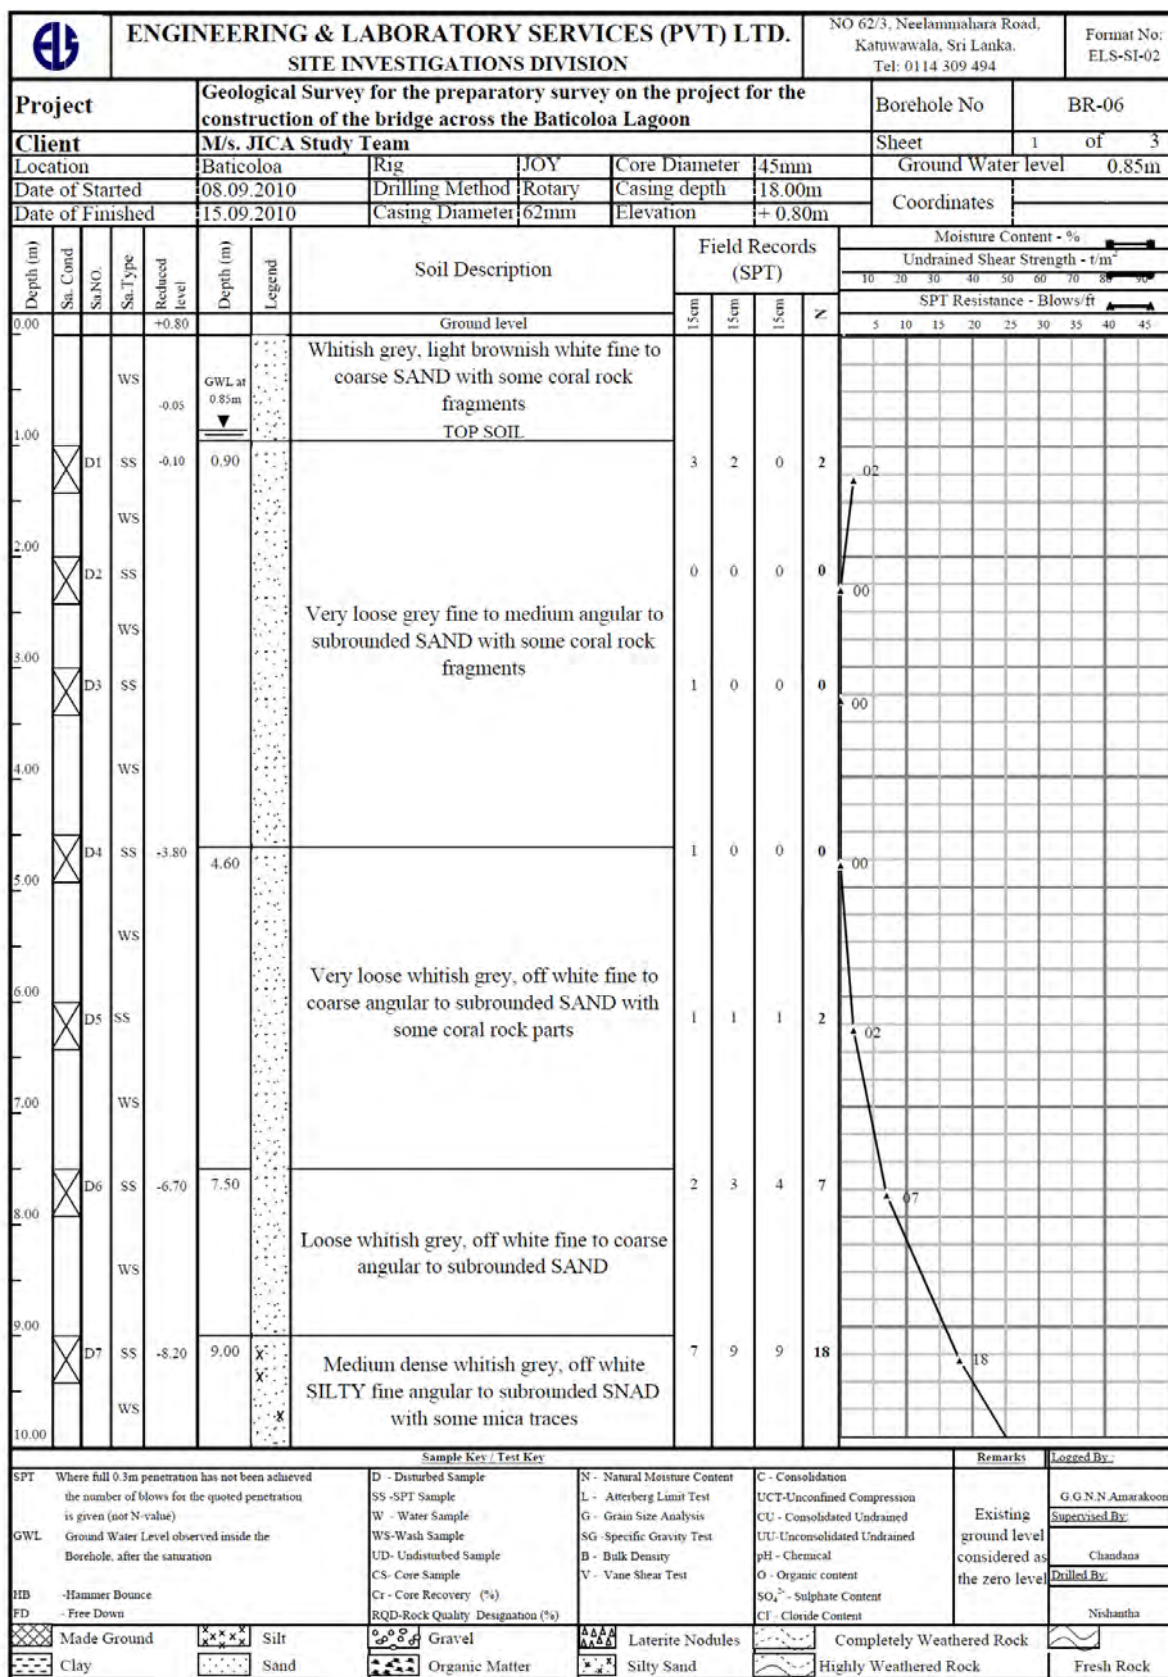 ELS
ENGINEERING & LABORATORY SERVICES (PVT) LTD.
SITE INVESTIGATIONS DIVISION
NO 62/3, Neelammahara Road,
Katuwawala, Sri Lanka.
Tel: 0114 309 494
Format No:
ELS-SI-02
Project
Geological Survey for the preparatory survey on the project for the
construction of the bridge across the Baticoloa Lagoon
Borehole No BR-06
Client M/s. JICA Study Team Sheet 1 of 3
Location Baticoloa Rig JOY Core Diameter 45mm Ground Water level 0.85m
Date of Started 08.09.2010 Drilling Method Rotary Casing depth 18.00m Coordinates
Date of Finished 15.09.2010 Casing Diameter 62mm Elevation + 0.80m
Depth (m) Sa. Cond Sa.NO. Sa.Type Reduced level Depth (m) Legend Soil Description
Field Records
(SPT)
15cm 15cm 15cm N
Moisture Content - %
Undrained Shear Strength - t/m²
10 20 30 40 50 60 70 80 90
SPT Resistance - Blows/ft
5 10 15 20 25 30 35 40 45
0.00 +0.80 Ground level
Whitish grey, light brownish white fine to
WS GWL at coarse SAND with some coral rock
-0.05 0.85m fragments
1.00 TOP SOIL
D1 SS -0.10 0.90 3 2 0 2 02
WS
2.00
D2 SS 0 0 0 0 00
Very loose grey fine to medium angular to
WS subrounded SAND with some coral rock
3.00 fragments
D3 SS 1 0 0 0 00
4.00 WS
D4 SS -3.80 4.60 1 0 0 0 00
5.00
WS
Very loose whitish grey, off white fine to
6.00 coarse angular to subrounded SAND with
D5 SS some coral rock parts 1 1 1 2 02
7.00 WS
D6 SS -6.70 7.50 2 3 4 7 07
8.00
Loose whitish grey, off white fine to coarse
WS angular to subrounded SAND
9.00
D7 SS -8.20 9.00 7 9 9 18 18
Medium dense whitish grey, off white
SILTY fine angular to subrounded SNAD
WS with some mica traces
10.00
Sample Key / Test Key
SPT Where full 0.3m penetration has not been achieved
the number of blows for the quoted penetration
is given (not N-value)
GWL Ground Water Level observed inside the
Borehole, after the saturation
HB -Hammer Bounce
FD - Free Down
D - Disturbed Sample
SS -SPT Sample
W - Water Sample
WS-Wash Sample
UD- Undisturbed Sample
CS- Core Sample
Cr - Core Recovery (%)
RQD-Rock Quality Designation (%)
N - Natural Moisture Content
L - Atterberg Limit Test
G - Grain Size Analysis
SG -Specific Gravity Test
B - Bulk Density
V - Vane Shear Test
C - Consolidation
UCT-Unconfined Compression
CU - Consolidated Undrained
UU-Unconsolidated Undrained
pH - Chemical
O - Organic content
SO₄²⁻ - Sulphate Content
Cl⁻ - Cloride Content
Remarks
Existing
ground level
considered as
the zero level
Logged By :
G.G.N.N.Amarakoon
Supervised By:
Chandana
Drilled By:
Nishantha
Made Ground Silt Gravel Laterite Nodules Completely Weathered Rock
Clay Sand Organic Matter Silty Sand Highly Weathered Rock Fresh Rock